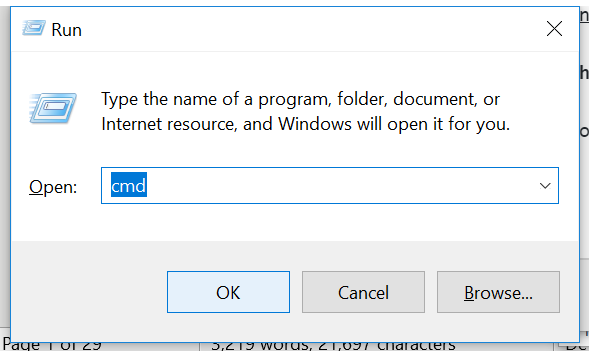 Run
Type the name of a program, folder, document, or
Internet resource, and Windows will open it for you.
Open:
cmd
OK
Cancel
Browse...
Page 1 of 29
3,219 words, 21,697 characters